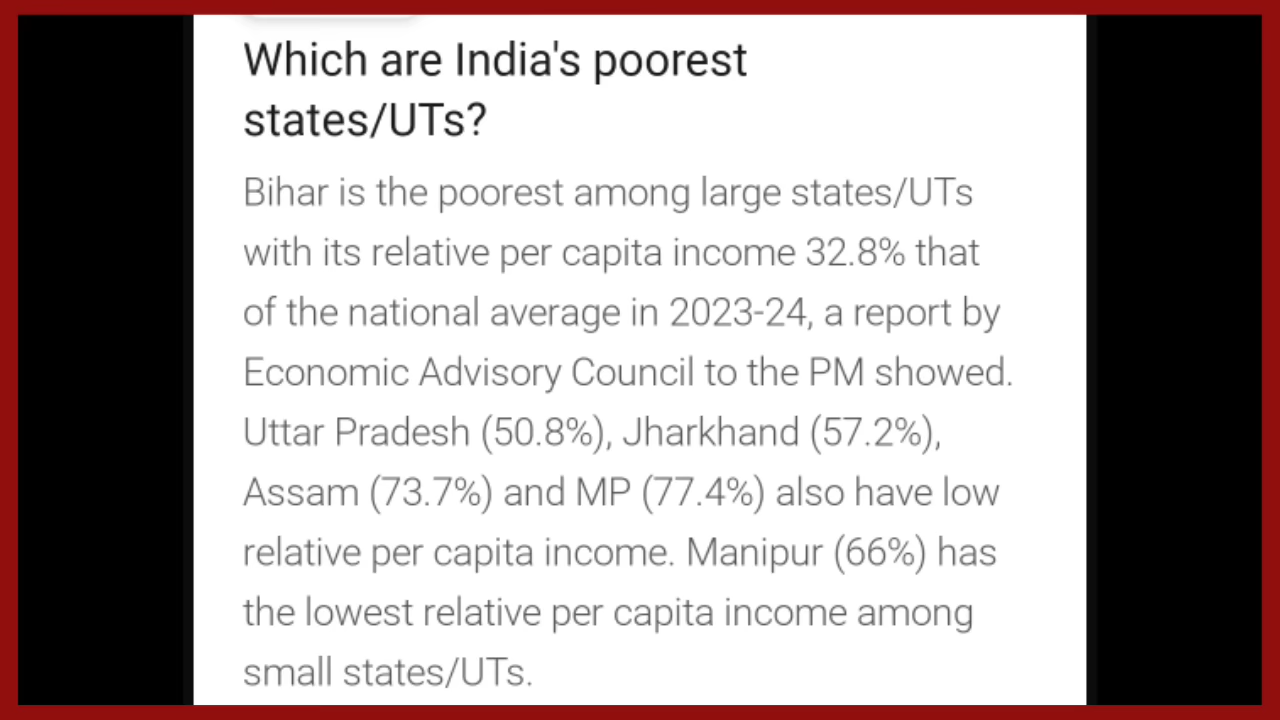 Which are India's poorest
states/UTs?
Bihar is the poorest among large states/UTs
with its relative per capita income 32.8% that
of the national average in 2023-24, a report by
Economic Advisory Council to the PM showed.
Uttar Pradesh (50.8%), Jharkhand (57.2%),
Assam (73.7%) and MP (77.4%) also have low
relative per capita income. Manipur (66%) has
the lowest relative per capita income among
small states/UTs.